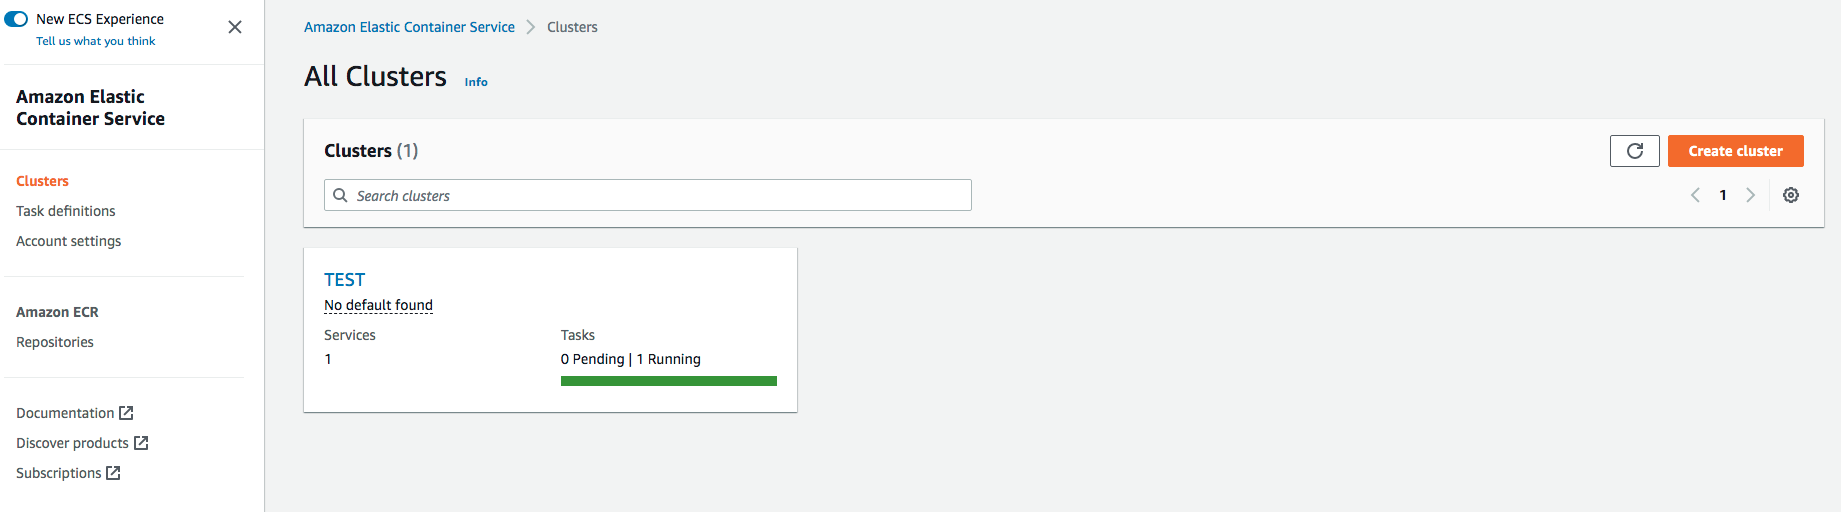 New ECS Experience
Tell us what you think
Amazon Elastic
Container Service
Clusters
Task definitions
Account settings
Amazon ECR
Repositories
Documentation
Discover products
Subscriptions
Amazon Elastic Container Service > Clusters
All Clusters Info
Clusters (1)
Create cluster
Search clusters
1
TEST
No default found
Services
1
Tasks
0 Pending | 1 Running